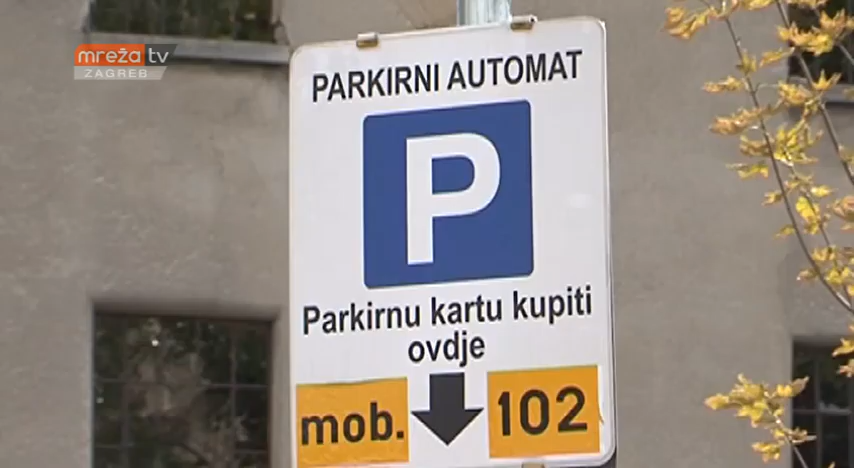 mreža tv
ZAGREB
PARKIRNI AUTOMAT
P
Parkirnu kartu kupiti
ovdje
mob. 102